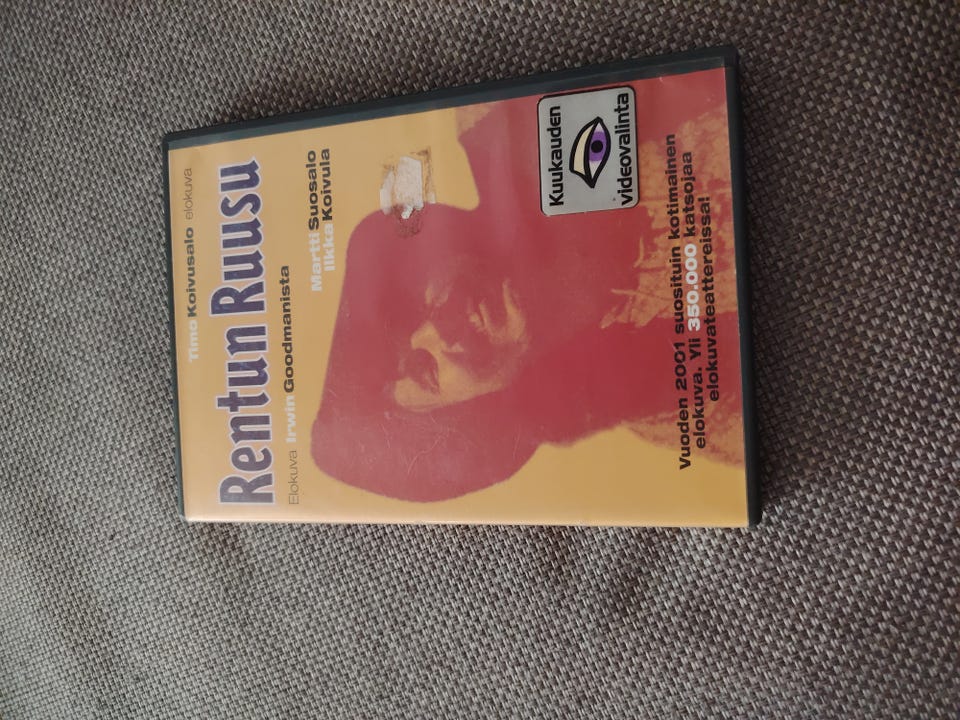 Timo Koivusalo elokuva
Rentun Ruusu
Elokuva Irwin Goodmanista
Martti Suosalo
Ilkka Koivula
Kuukauden
videovalinta
Vuoden 2001 suosituin kotimainen
elokuva. Yli 350.000 katsojaa
elokuvateattereissa!